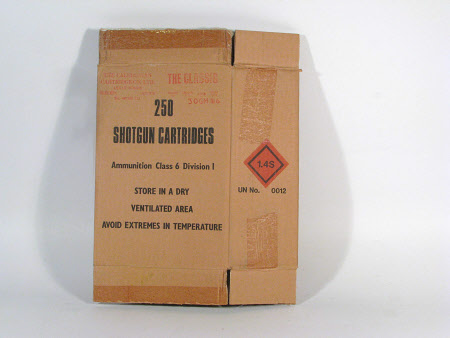 THE CLASSIC
250
SHOTGUN CARTRIDGES
Ammunition Class 6 Division 1
STORE IN A DRY
VENTILATED AREA
AVOID EXTREMES IN TEMPERATURE
1.4S
UN No. 0012